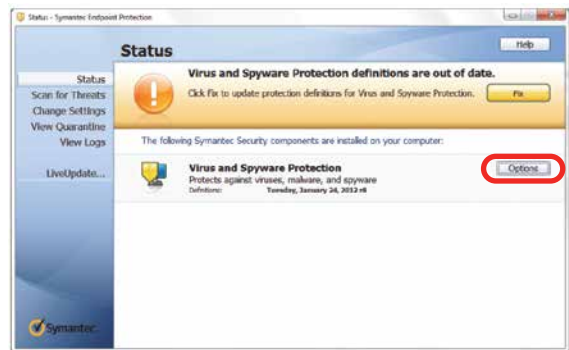 Status - Symantec Endpoint Protection
Help
Status
Status
Scan for Threats
Change Settings
View Quarantine
View Logs
LiveUpdate...
Virus and Spyware Protection definitions are out of date.
Click Fix to update protection definitions for Virus and Spyware Protection.
Fix
The following Symantec Security components are installed on your computer:
Virus and Spyware Protection
Options
Protects against viruses, malware, and spyware
Definitions: Tuesday, January 24, 2012 r6
Symantec.